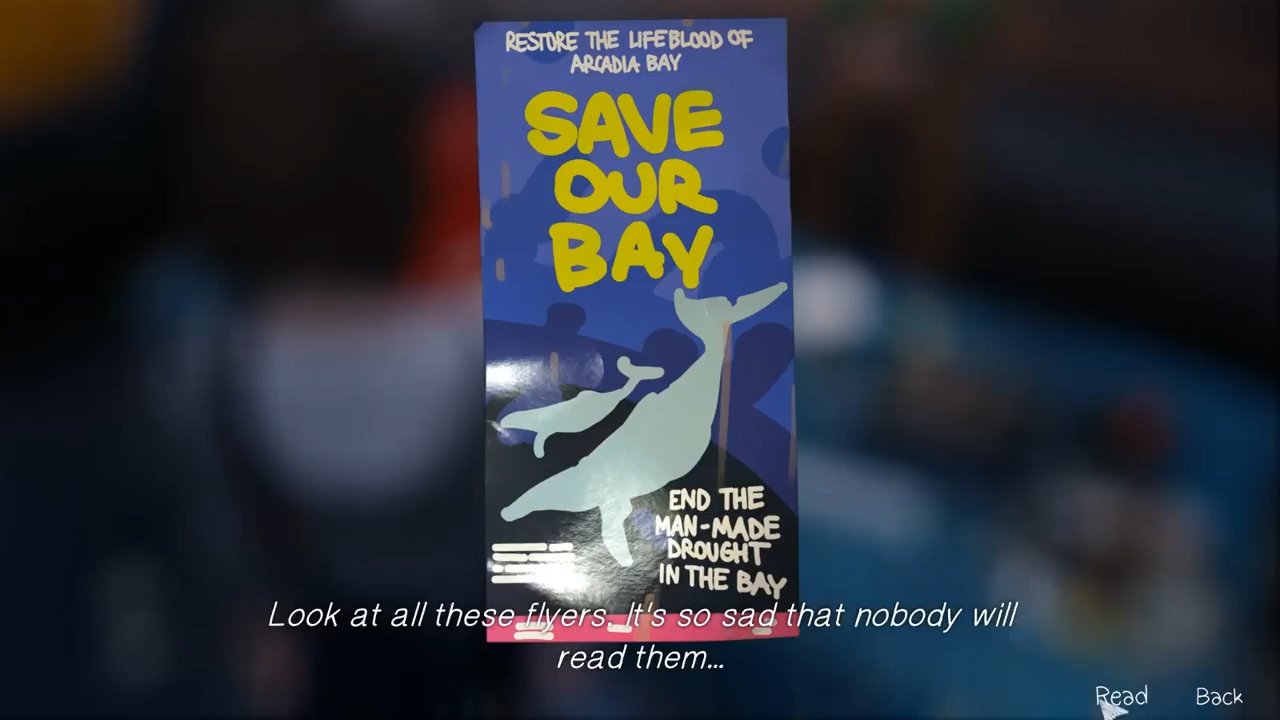 RESTORE THE LIFEBLOOD OF
ARCADIA BAY
SAVE
OUR
BAY
END THE
MAN-MADE
DROUGHT
IN THE BAY
Look at all these flyers. It's so sad that nobody will
read them...
Read
Back